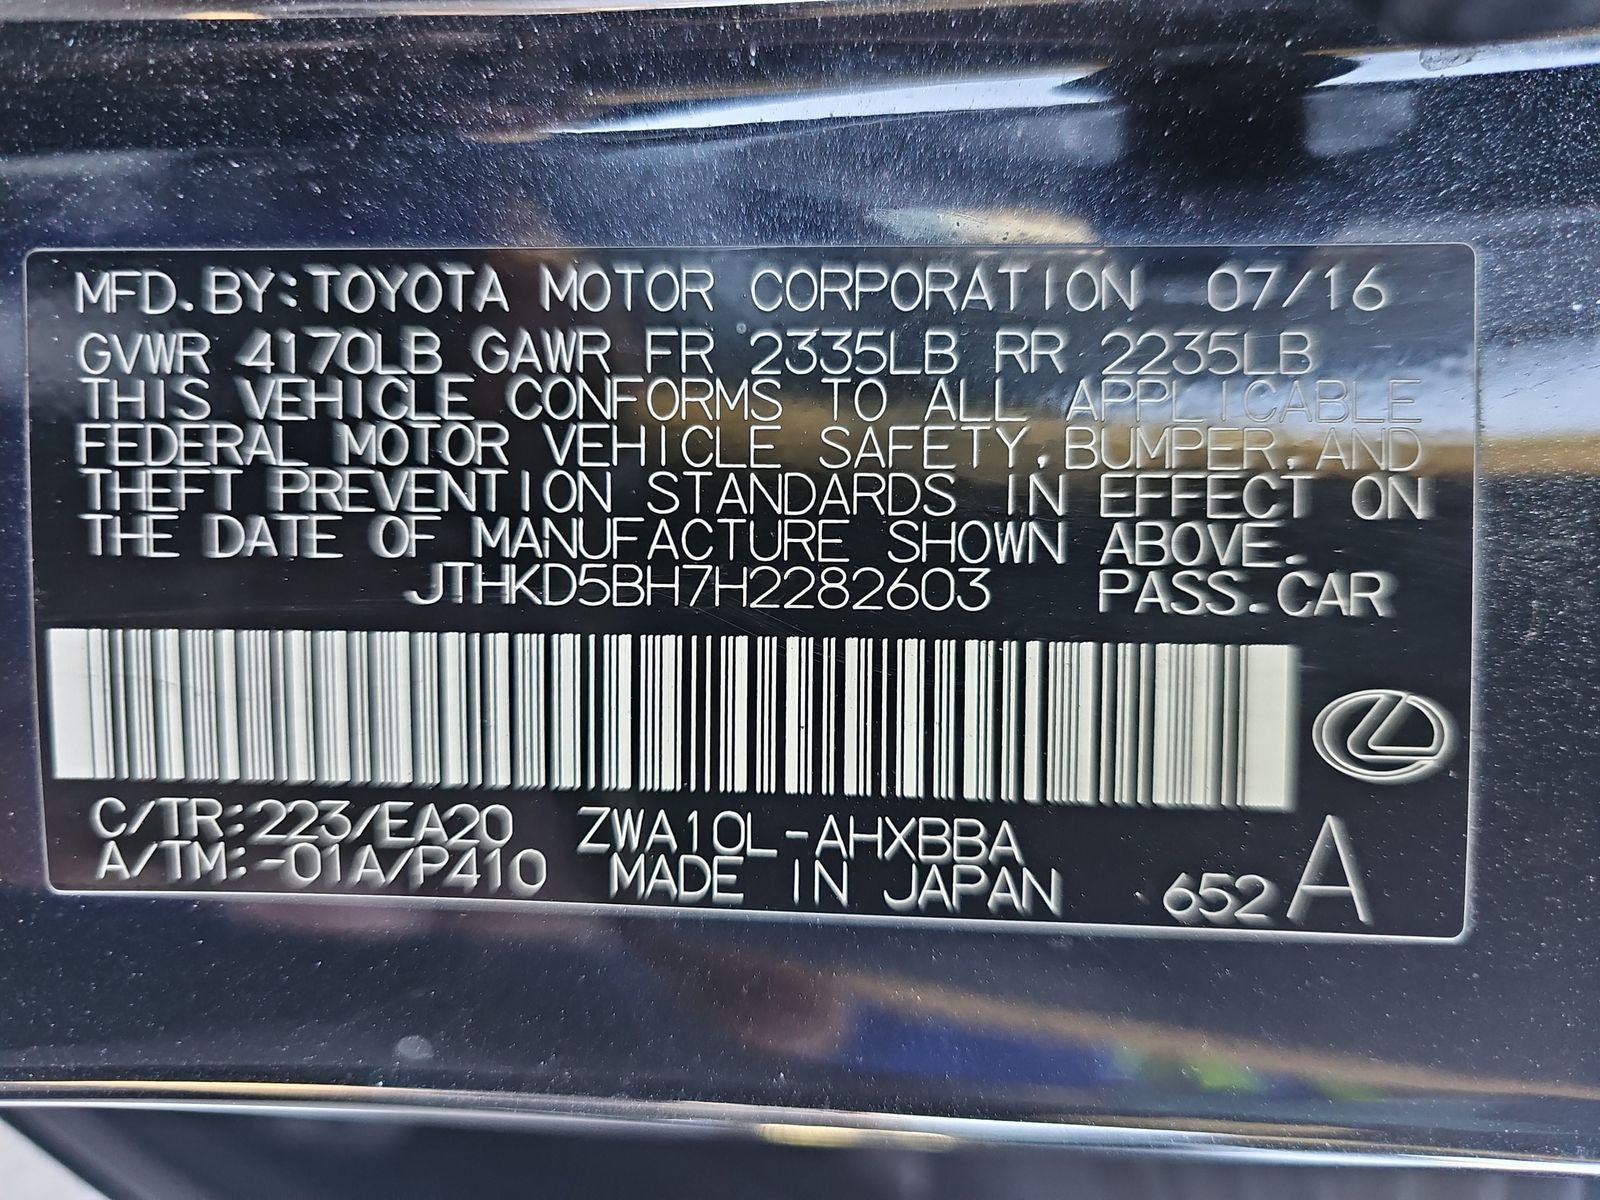 MFD.BY:TOYOTA MOTOR CORPORATION 07/16
GVWR 4170LB GAWR FR 2335LB RR 2235LB
THIS VEHICLE CONFORMS TO ALL APPLICABLE
FEDERAL MOTOR VEHICLE SAFETY,BUMPER,AND
THEFT PREVENTION STANDARDS IN EFFECT ON
THE DATE OF MANUFACTURE SHOWN ABOVE.
JTHKD5BH7H2282603 PASS.CAR
C/TR:223/EA20 ZWA10L-AHXBBA
A/TM:-01A/P410 MADE IN JAPAN 652A